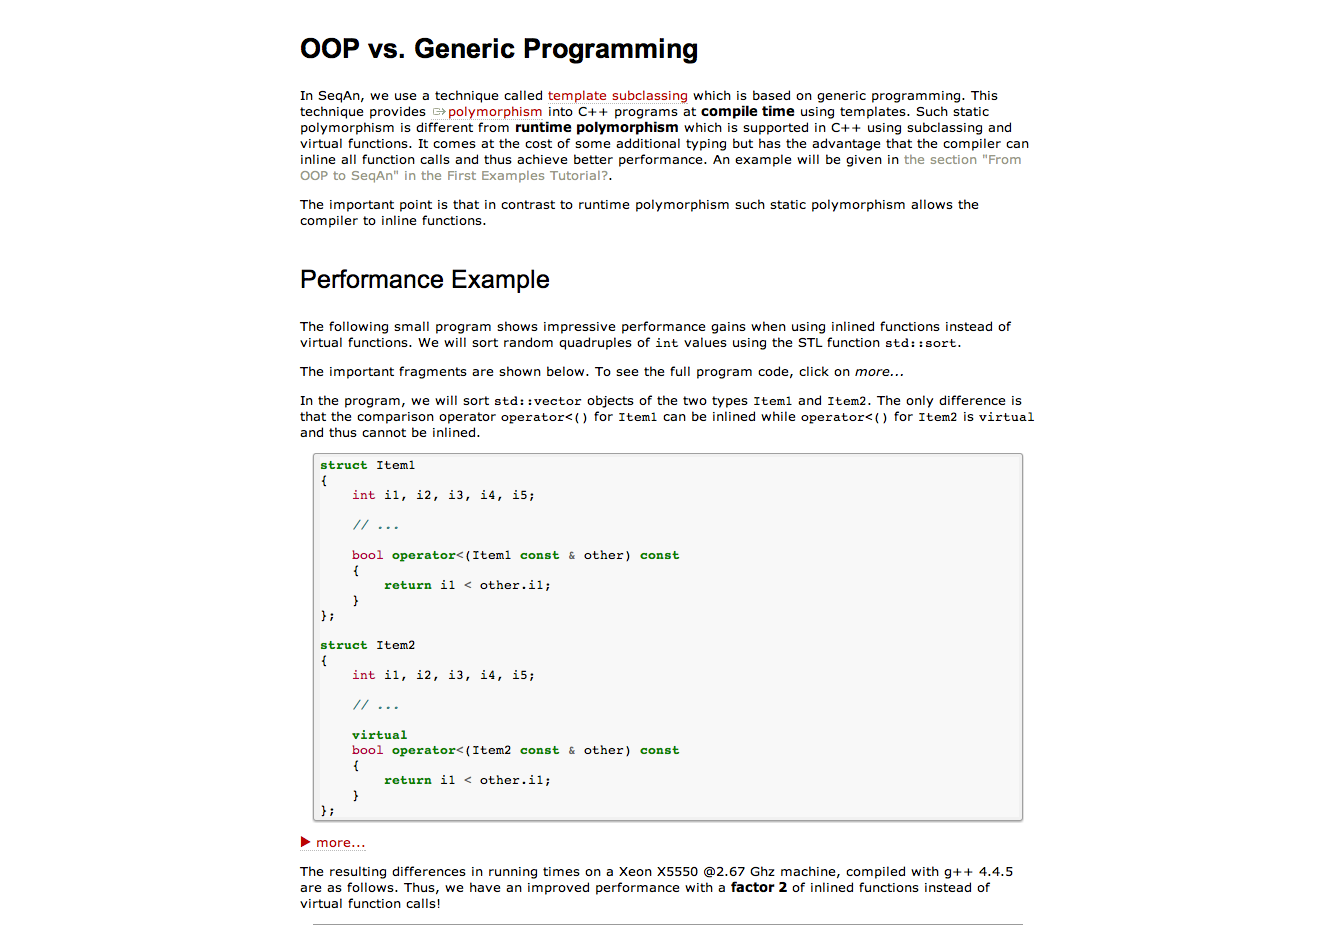 OOP vs. Generic Programming
In SeqAn, we use a technique called template subclassing which is based on generic programming. This
technique provides polymorphism into C++ programs at compile time using templates. Such static
polymorphism is different from runtime polymorphism which is supported in C++ using subclassing and
virtual functions. It comes at the cost of some additional typing but has the advantage that the compiler can
inline all function calls and thus achieve better performance. An example will be given in the section "From
OOP to SeqAn" in the First Examples Tutorial?.
The important point is that in contrast to runtime polymorphism such static polymorphism allows the
compiler to inline functions.
Performance Example
The following small program shows impressive performance gains when using inlined functions instead of
virtual functions. We will sort random quadruples of int values using the STL function std::sort.
The important fragments are shown below. To see the full program code, click on more...
In the program, we will sort std::vector objects of the two types Item1 and Item2. The only difference is
that the comparison operator operator<() for Item1 can be inlined while operator<() for Item2 is virtual
and thus cannot be inlined.
struct Item1
{
    int i1, i2, i3, i4, i5;
    // ...
    bool operator<(Item1 const & other) const
    {
        return i1 < other.i1;
    }
};
struct Item2
{
    int i1, i2, i3, i4, i5;
    // ...
    virtual
    bool operator<(Item2 const & other) const
    {
        return i1 < other.i1;
    }
};
more...
The resulting differences in running times on a Xeon X5550 @2.67 Ghz machine, compiled with g++ 4.4.5
are as follows. Thus, we have an improved performance with a factor 2 of inlined functions instead of
virtual function calls!